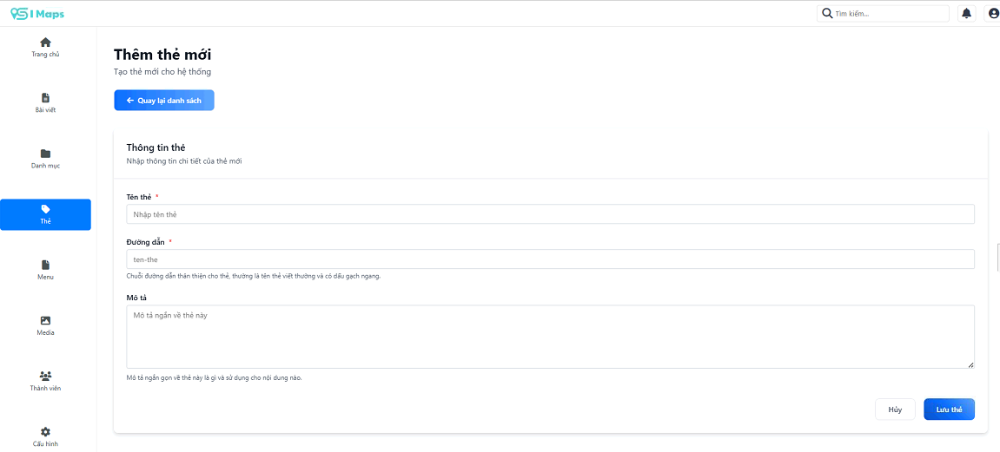 I Maps
Tìm kiếm...
Trang chủ
Bài viết
Danh mục
Thẻ
Menu
Media
Thành viên
Cấu hình
Thêm thẻ mới
Tạo thẻ mới cho hệ thống
Quay lại danh sách
Thông tin thẻ
Nhập thông tin chi tiết của thẻ mới
Tên thẻ *
Nhập tên thẻ
Đường dẫn *
ten-the
Chuỗi đường dẫn thân thiện cho thẻ, thường là tên thẻ viết thường và có dấu gạch ngang.
Mô tả
Mô tả ngắn về thẻ này
Mô tả ngắn gọn về thẻ này là gì và sử dụng cho nội dung nào.
Hủy
Lưu thẻ